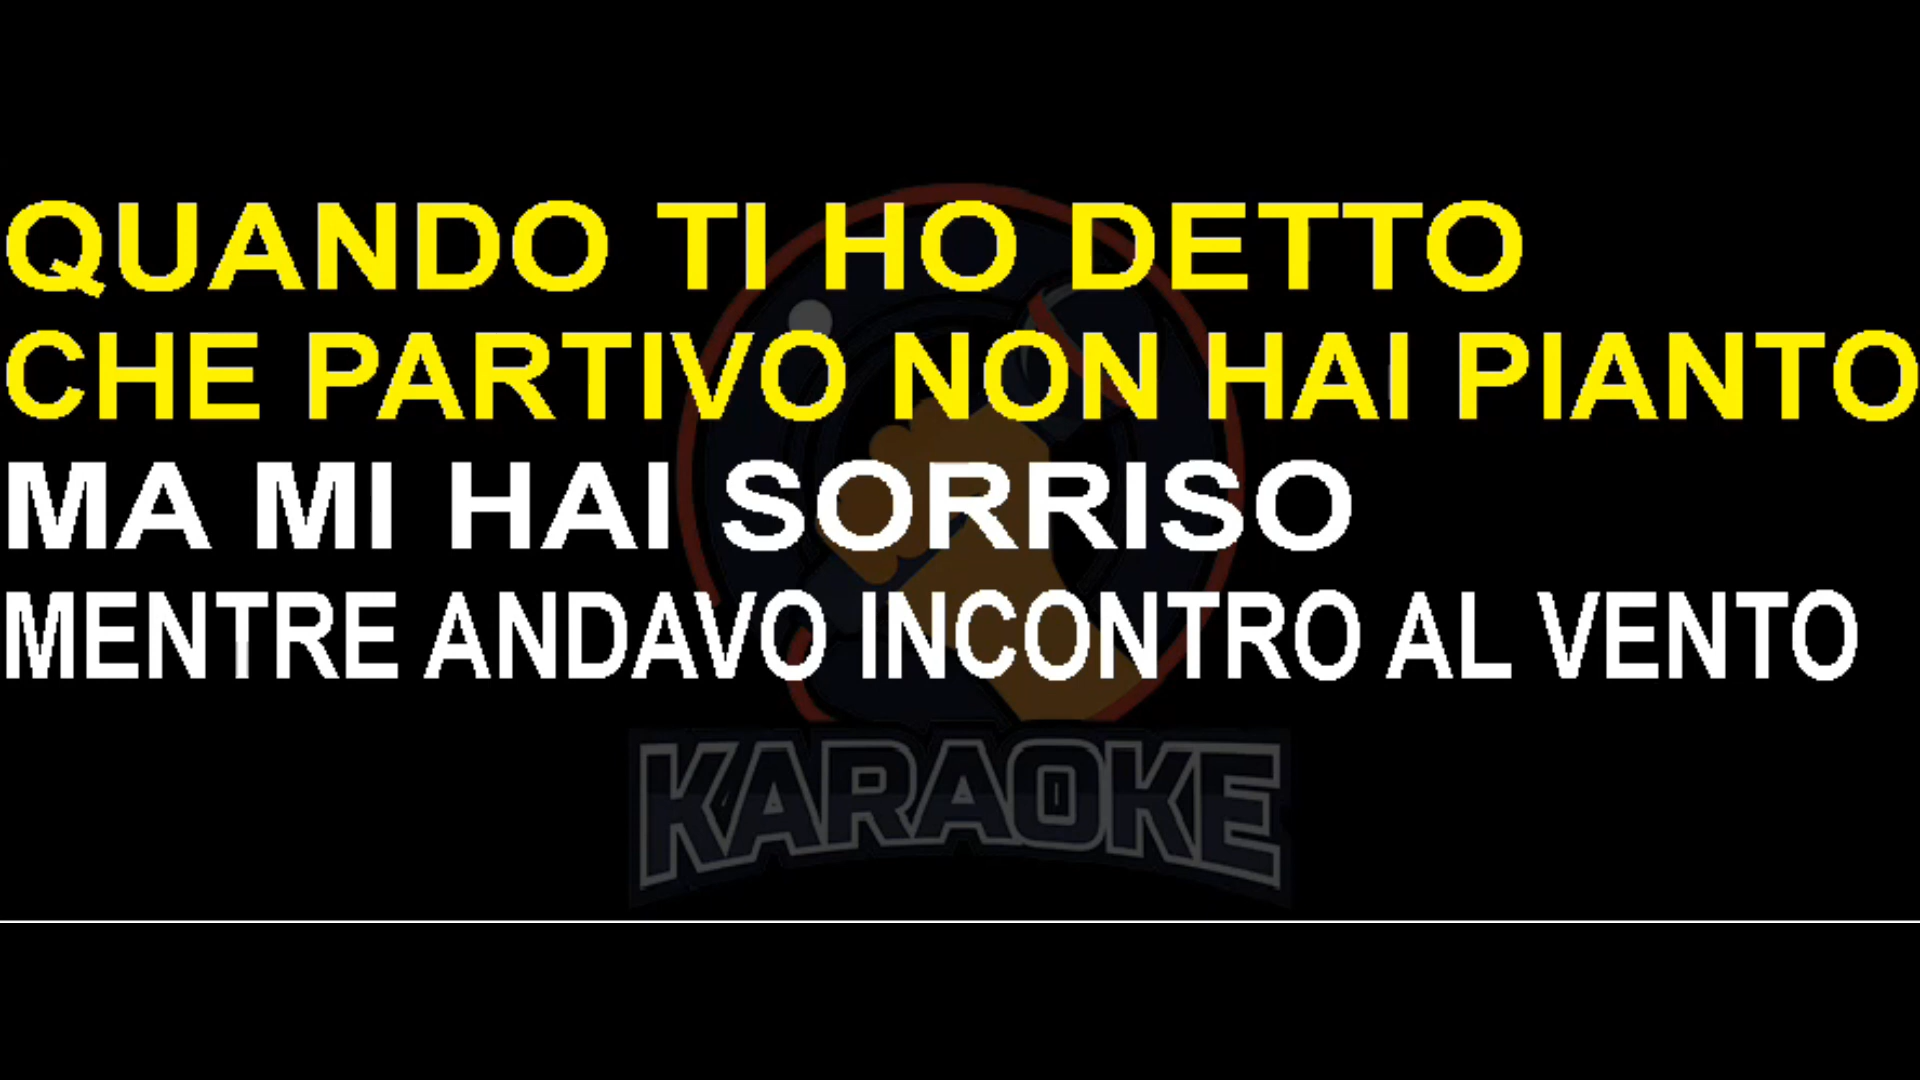 QUANDO TI HO DETTO
CHE PARTIVO NON HAI PIANTO
MA MI HAI SORRISO
MENTRE ANDAVO INCONTRO AL VENTO
KARAOKE